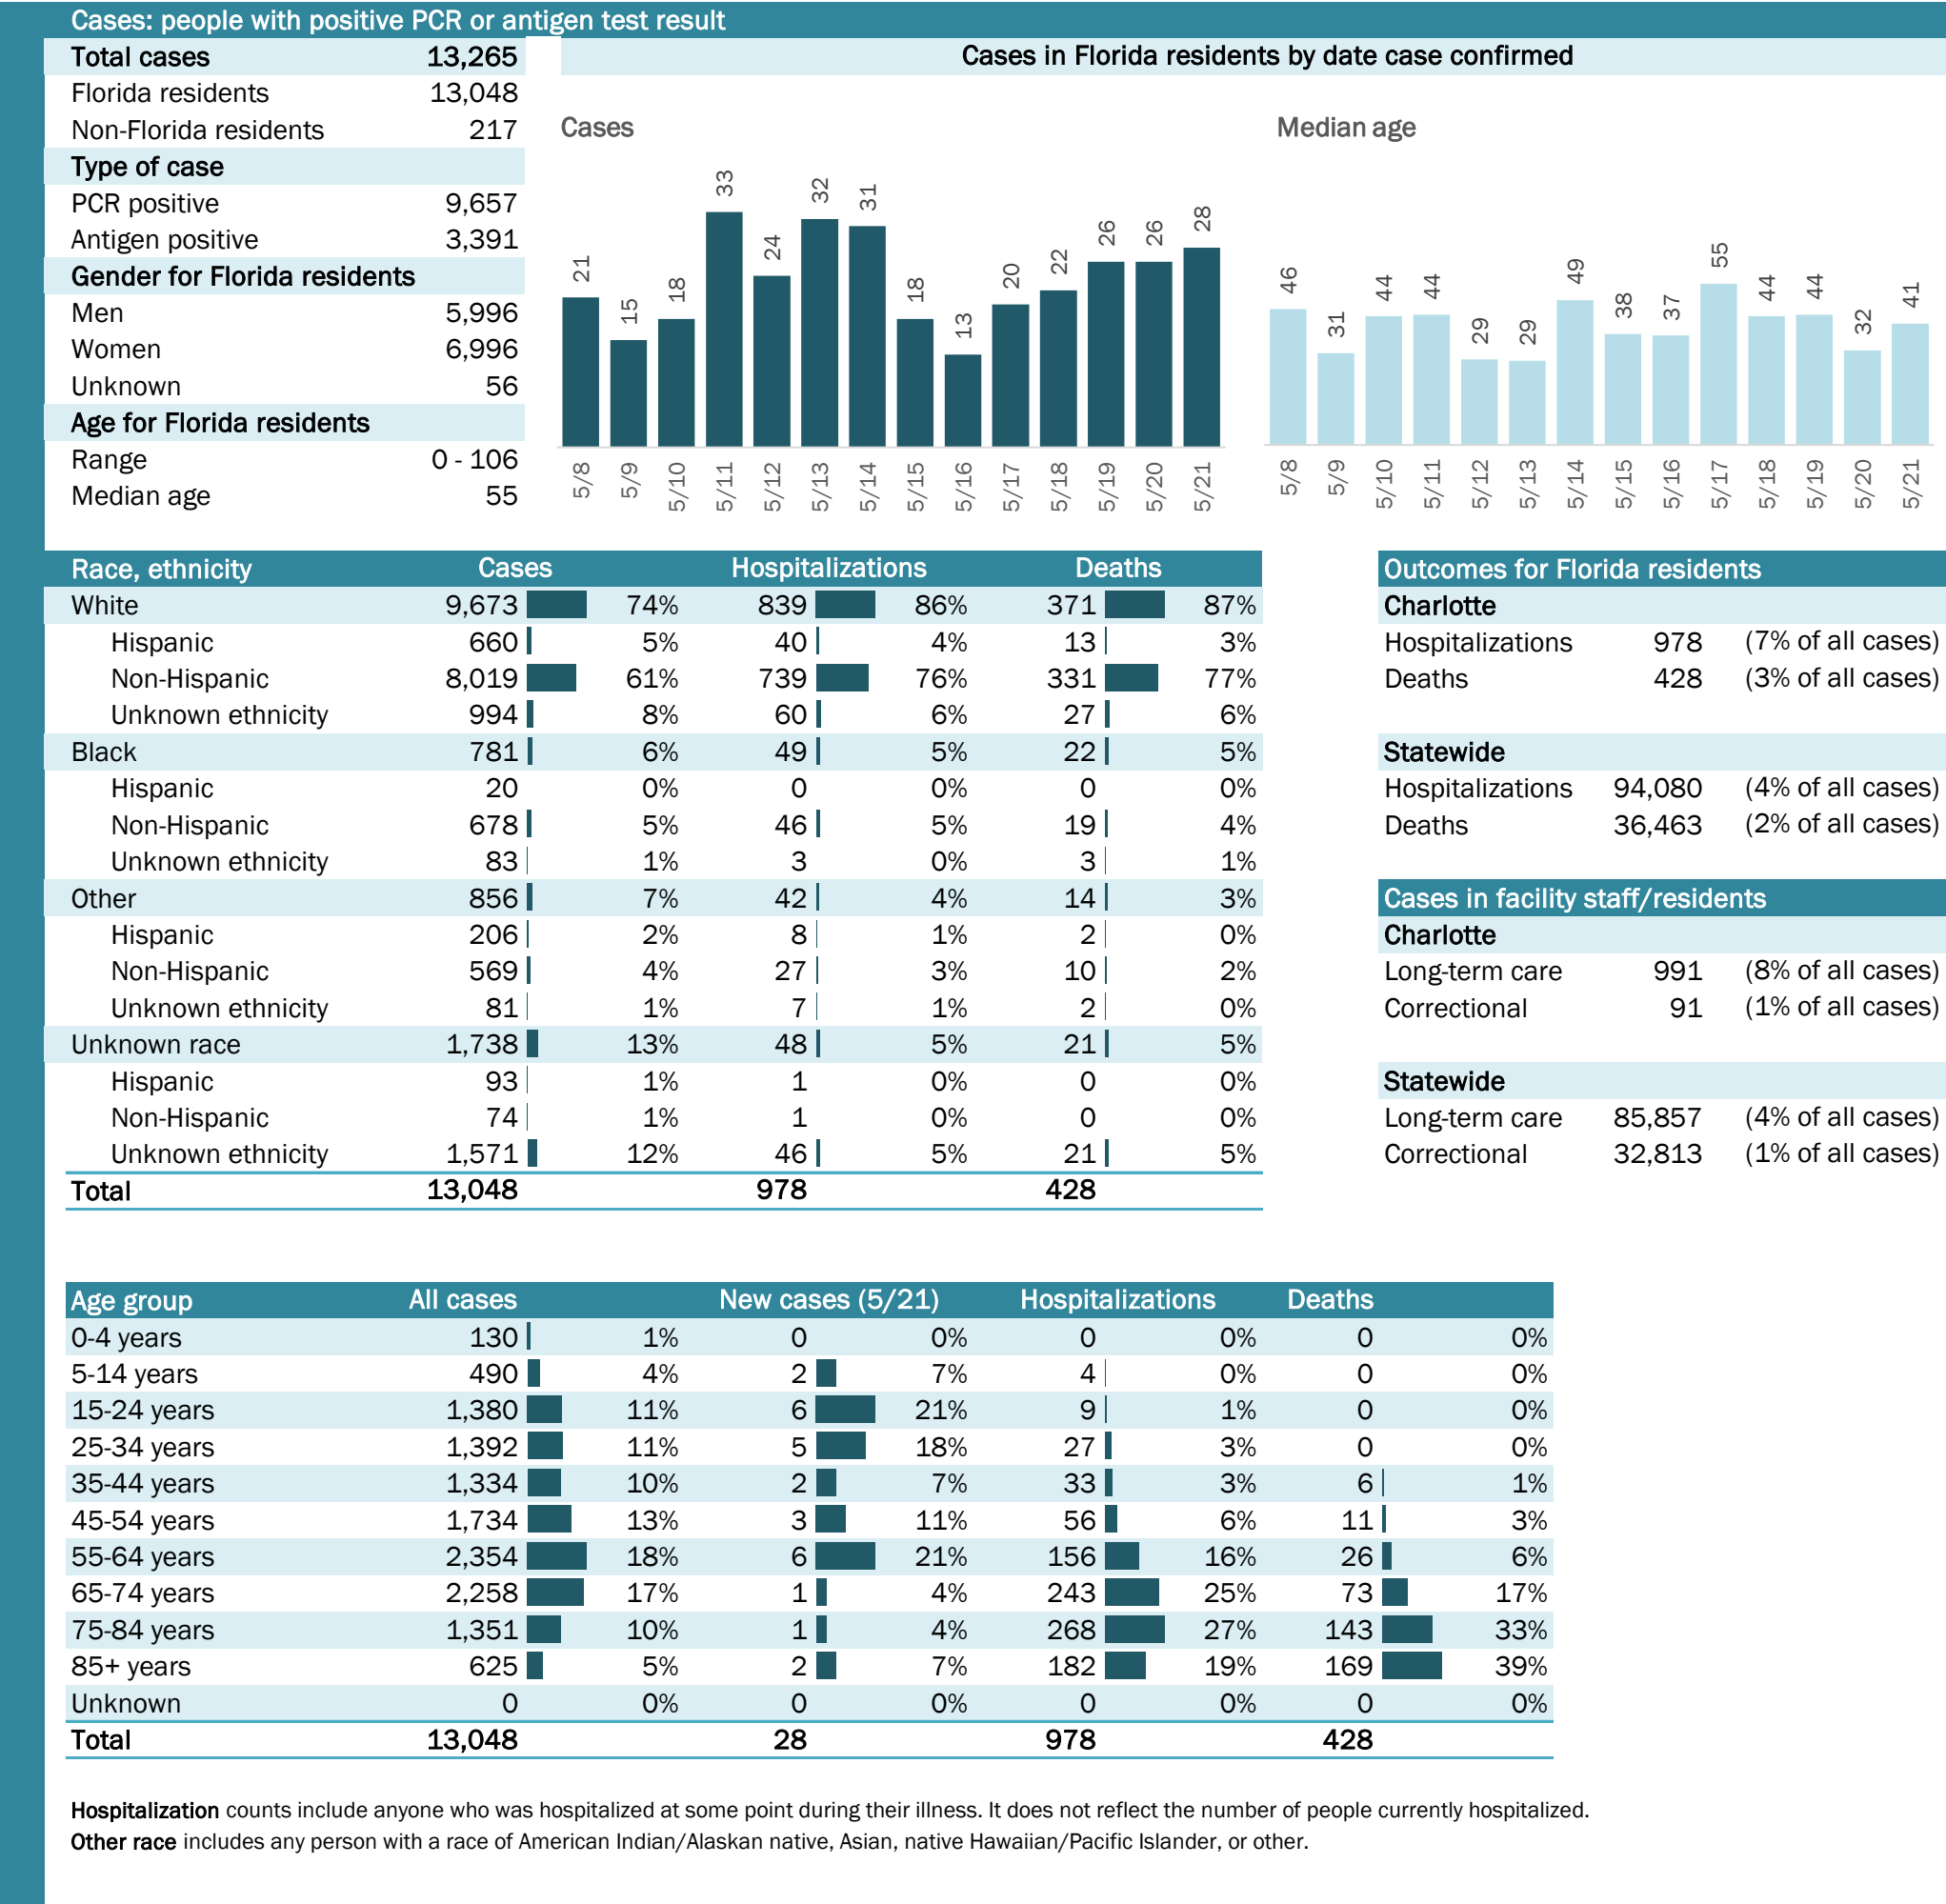 Cases: people with positive PCR or antigen test result
Total cases 13,265
Florida residents 13,048
Non-Florida residents 217
Type of case
PCR positive 9,657
Antigen positive 3,391
Gender for Florida residents
Men 5,996
Women 6,996
Unknown 56
Age for Florida residents
Range 0 - 106
Median age 55
Cases in Florida residents by date case confirmed
Cases
21 15 18 33 24 32 31 18 13 20 22 26 26 28
5/8 5/9 5/10 5/11 5/12 5/13 5/14 5/15 5/16 5/17 5/18 5/19 5/20 5/21
Median age
46 31 44 44 29 29 49 38 37 55 44 44 32 41
5/8 5/9 5/10 5/11 5/12 5/13 5/14 5/15 5/16 5/17 5/18 5/19 5/20 5/21
Race, ethnicity Cases Hospitalizations Deaths
White 9,673 74% 839 86% 371 87%
Hispanic 660 5% 40 4% 13 3%
Non-Hispanic 8,019 61% 739 76% 331 77%
Unknown ethnicity 994 8% 60 6% 27 6%
Black 781 6% 49 5% 22 5%
Hispanic 20 0% 0 0% 0 0%
Non-Hispanic 678 5% 46 5% 19 4%
Unknown ethnicity 83 1% 3 0% 3 1%
Other 856 7% 42 4% 14 3%
Hispanic 206 2% 8 1% 2 0%
Non-Hispanic 569 4% 27 3% 10 2%
Unknown ethnicity 81 1% 7 1% 2 0%
Unknown race 1,738 13% 48 5% 21 5%
Hispanic 93 1% 1 0% 0 0%
Non-Hispanic 74 1% 1 0% 0 0%
Unknown ethnicity 1,571 12% 46 5% 21 5%
Total 13,048 978 428
Outcomes for Florida residents
Charlotte
Hospitalizations 978 (7% of all cases)
Deaths 428 (3% of all cases)
Statewide
Hospitalizations 94,080 (4% of all cases)
Deaths 36,463 (2% of all cases)
Cases in facility staff/residents
Charlotte
Long-term care 991 (8% of all cases)
Correctional 91 (1% of all cases)
Statewide
Long-term care 85,857 (4% of all cases)
Correctional 32,813 (1% of all cases)
Age group All cases New cases (5/21) Hospitalizations Deaths
0-4 years 130 1% 0 0% 0 0% 0 0%
5-14 years 490 4% 2 7% 4 0% 0 0%
15-24 years 1,380 11% 6 21% 9 1% 0 0%
25-34 years 1,392 11% 5 18% 27 3% 0 0%
35-44 years 1,334 10% 2 7% 33 3% 6 1%
45-54 years 1,734 13% 3 11% 56 6% 11 3%
55-64 years 2,354 18% 6 21% 156 16% 26 6%
65-74 years 2,258 17% 1 4% 243 25% 73 17%
75-84 years 1,351 10% 1 4% 268 27% 143 33%
85+ years 625 5% 2 7% 182 19% 169 39%
Unknown 0 0% 0 0% 0 0% 0 0%
Total 13,048 28 978 428
Hospitalization counts include anyone who was hospitalized at some point during their illness. It does not reflect the number of people currently hospitalized.
Other race includes any person with a race of American Indian/Alaskan native, Asian, native Hawaiian/Pacific Islander, or other.